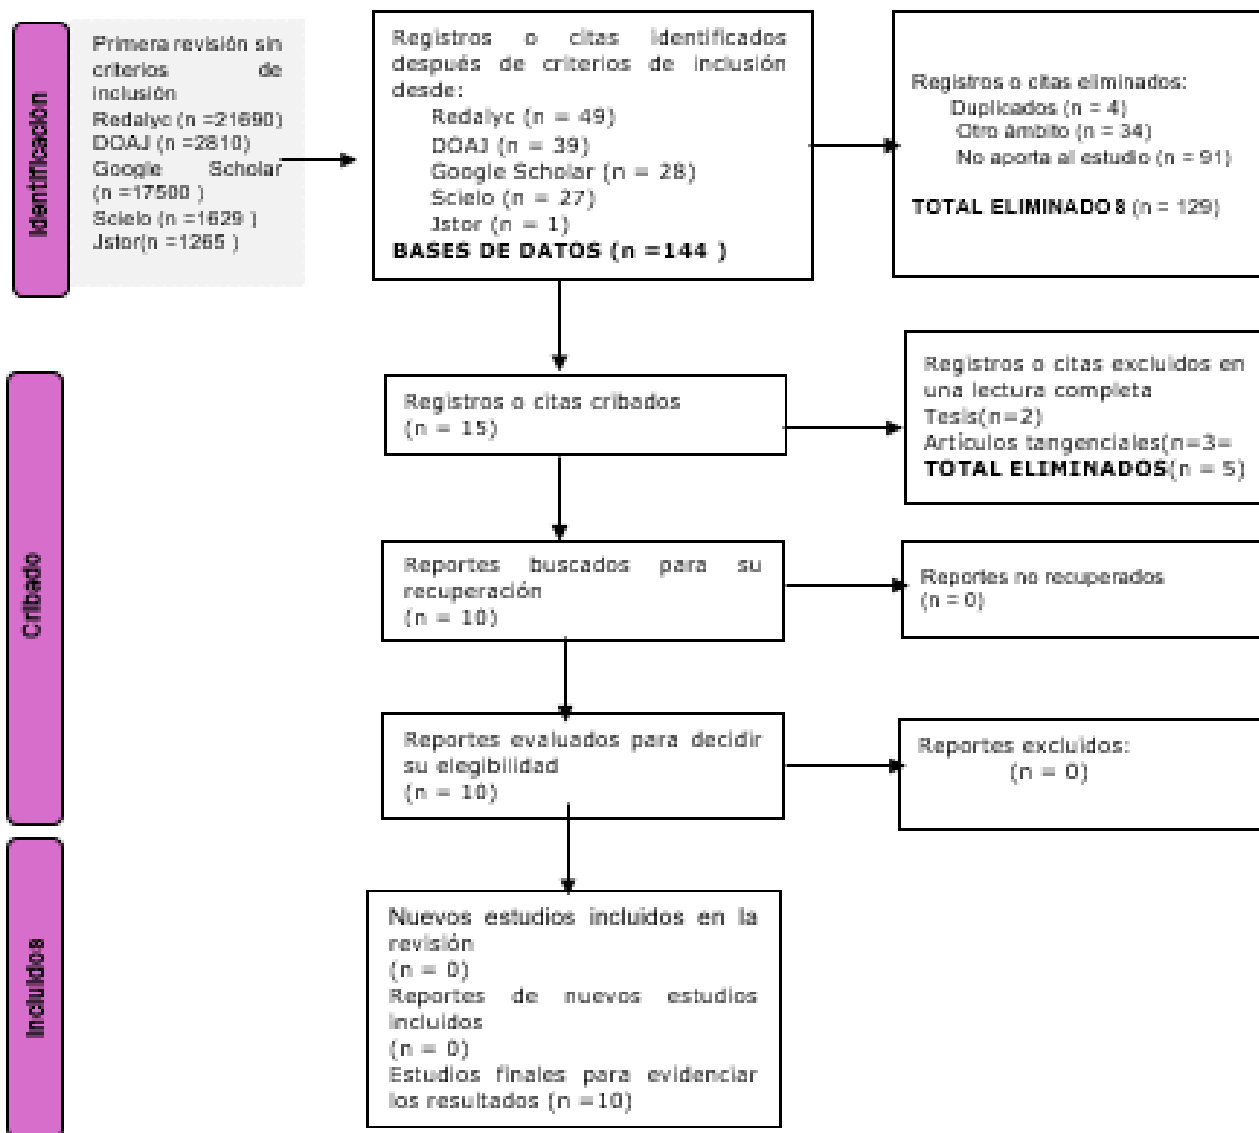 Identificación
Primera revisión sin
criterios de
inclusión
Redalyc (n =21690)
DOAJ (n =2810)
Google Scholar
(n =17500 )
Scielo (n =1629 )
Jstor(n =1265 )
Registros o citas identificados
después de criterios de inclusión
desde:
Redalyc (n = 49)
DOAJ (n = 39)
Google Scholar (n = 28)
Scielo (n = 27)
Jstor (n = 1)
BASES DE DATOS (n =144 )
Registros o citas eliminados:
Duplicados (n = 4)
Otro ámbito (n = 34)
No aporta al estudio (n = 91)
TOTAL ELIMINADOS (n = 129)
Cribado
Registros o citas cribados
(n = 15)
Registros o citas excluidos en
una lectura completa
Tesis(n=2)
Artículos tangenciales(n=3=
TOTAL ELIMINADOS(n = 5)
Reportes buscados para su
recuperación
(n = 10)
Reportes no recuperados
(n = 0)
Reportes evaluados para decidir
su elegibilidad
(n = 10)
Reportes excluidos:
(n = 0)
Incluidos
Nuevos estudios incluidos en la
revisión
(n = 0)
Reportes de nuevos estudios
incluidos
(n = 0)
Estudios finales para evidenciar
los resultados (n =10)